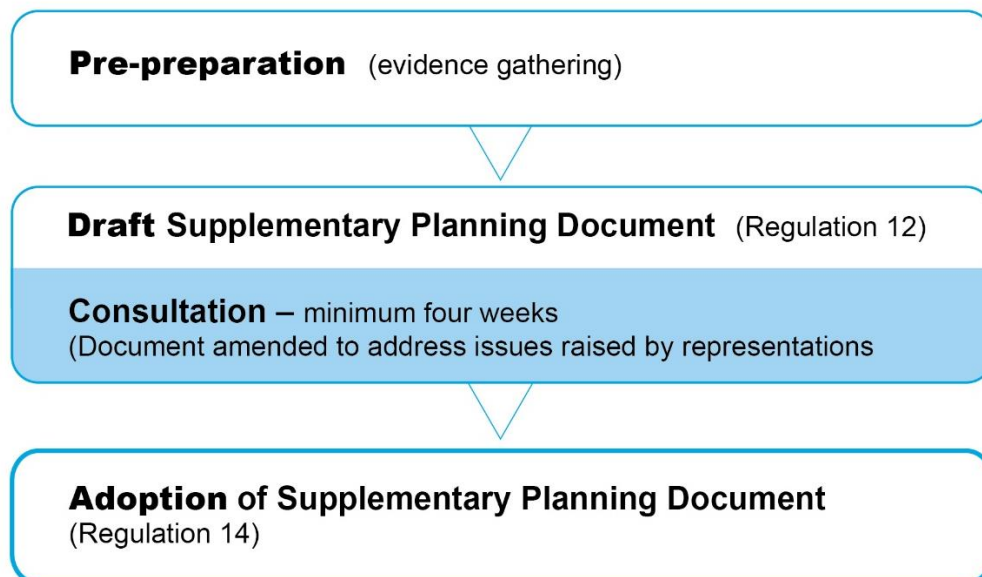 Pre-preparation (evidence gathering)
Draft Supplementary Planning Document (Regulation 12)
Consultation – minimum four weeks
(Document amended to address issues raised by representations
Adoption of Supplementary Planning Document
(Regulation 14)